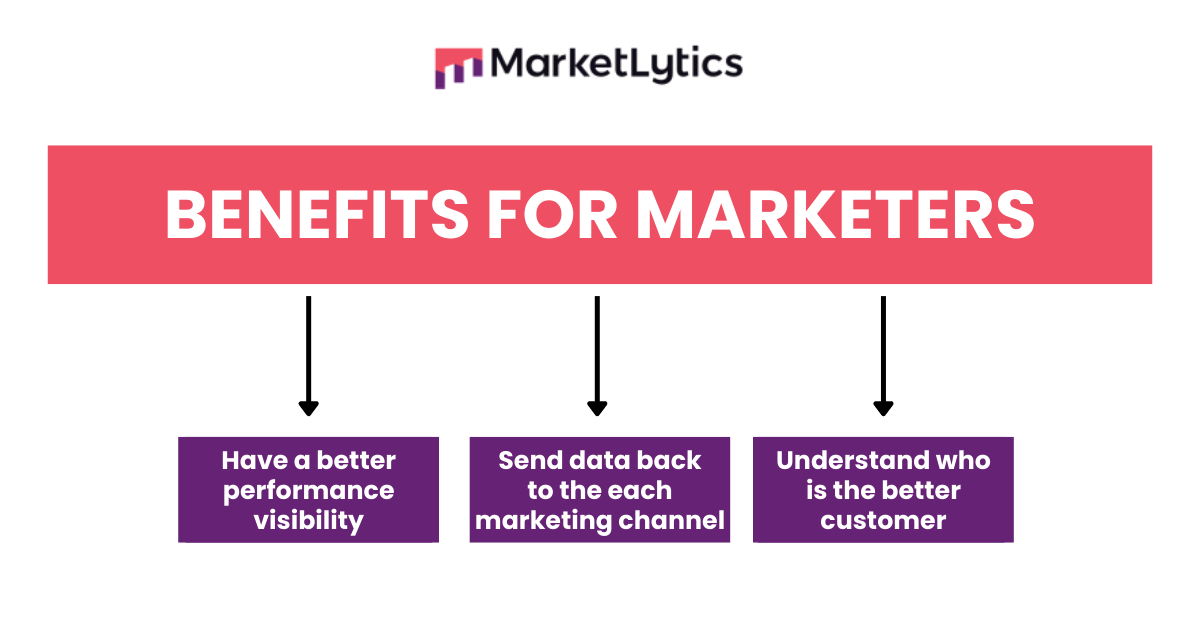 MarketLytics
BENEFITS FOR MARKETERS
Have a better
performance
visibility
Send data back
to the each
marketing channel
Understand who
is the better
customer